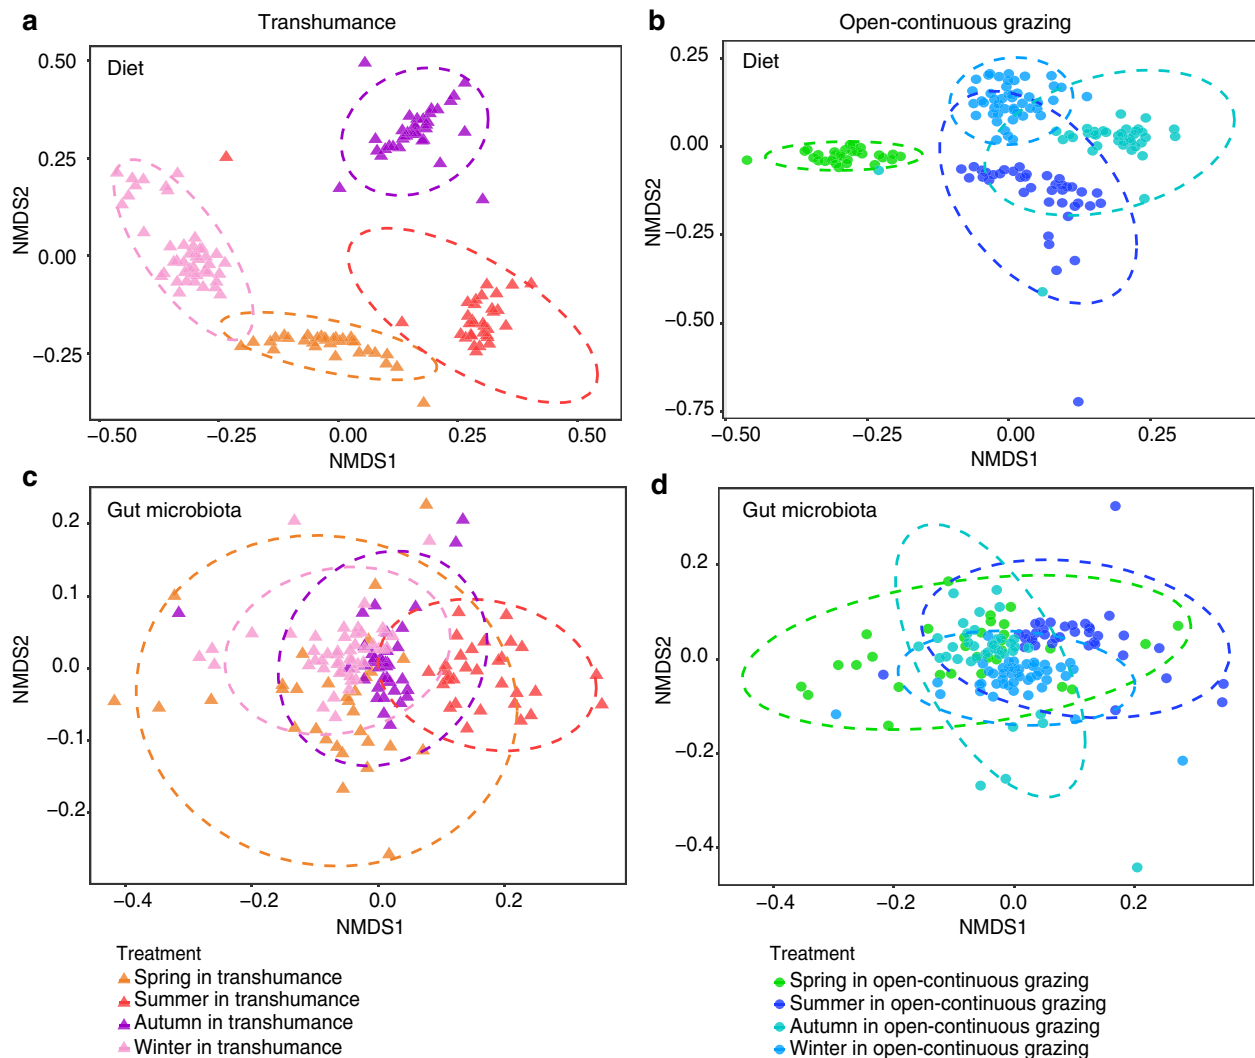 a Transhumance
Diet
0.50
0.25
0.00
−0.25
NMDS2
−0.50 −0.25 0.00 0.25 0.50
NMDS1
b Open-continuous grazing
Diet
0.25
0.00
−0.25
−0.50
−0.75
NMDS2
−0.50 −0.25 0.00 0.25
NMDS1
c
Gut microbiota
0.2
0.1
0.0
−0.1
−0.2
NMDS2
−0.4 −0.2 0.0 0.2
NMDS1
d
Gut microbiota
0.2
0.0
−0.2
−0.4
NMDS2
−0.4 −0.2 0.0 0.2
NMDS1
Treatment
Spring in transhumance
Summer in transhumance
Autumn in transhumance
Winter in transhumance
Treatment
Spring in open-continuous grazing
Summer in open-continuous grazing
Autumn in open-continuous grazing
Winter in open-continuous grazing